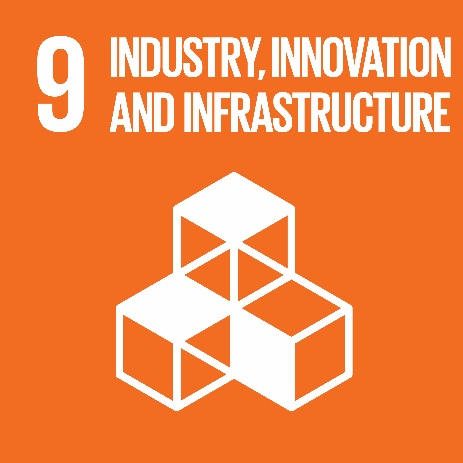 9 INDUSTRY, INNOVATION
AND INFRASTRUCTURE